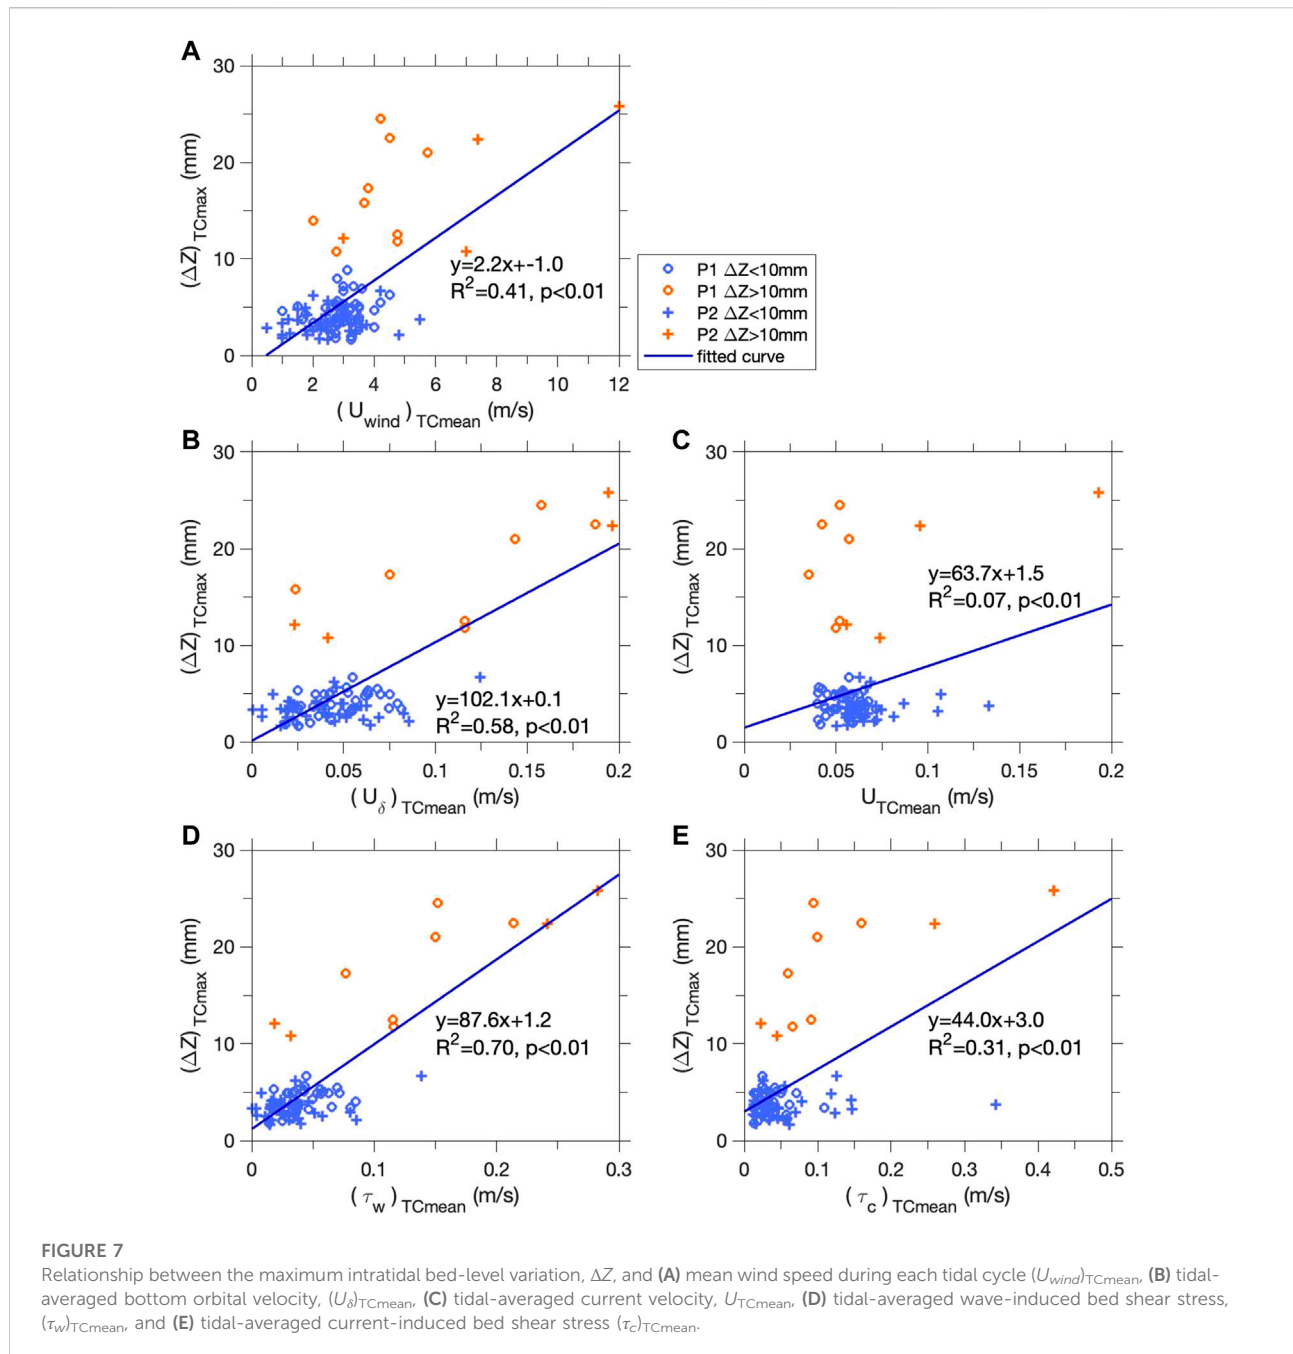 A
30
20
10
0
0 2 4 6 8 10 12
(ΔZ)TCmax (mm)
(Uwind)TCmean (m/s)
y=2.2x+-1.0
R2=0.41, p<0.01
P1 ΔZ<10mm
P1 ΔZ>10mm
P2 ΔZ<10mm
P2 ΔZ>10mm
fitted curve
B
30
20
10
0
0 0.05 0.1 0.15 0.2
(ΔZ)TCmax (mm)
(Uδ)TCmean (m/s)
y=102.1x+0.1
R2=0.58, p<0.01
C
30
20
10
0
0 0.05 0.1 0.15 0.2
(ΔZ)TCmax (mm)
UTCmean (m/s)
y=63.7x+1.5
R2=0.07, p<0.01
D
30
20
10
0
0 0.1 0.2 0.3
(ΔZ)TCmax (mm)
(τw)TCmean (m/s)
y=87.6x+1.2
R2=0.70, p<0.01
E
30
20
10
0
0 0.1 0.2 0.3 0.4 0.5
(ΔZ)TCmax (mm)
(τc)TCmean (m/s)
y=44.0x+3.0
R2=0.31, p<0.01
FIGURE 7
Relationship between the maximum intratidal bed-level variation, ΔZ, and (A) mean wind speed during each tidal cycle (Uwind)TCmean, (B) tidal-
averaged bottom orbital velocity, (Uδ)TCmean, (C) tidal-averaged current velocity, UTCmean, (D) tidal-averaged wave-induced bed shear stress,
(τw)TCmean, and (E) tidal-averaged current-induced bed shear stress (τc)TCmean.